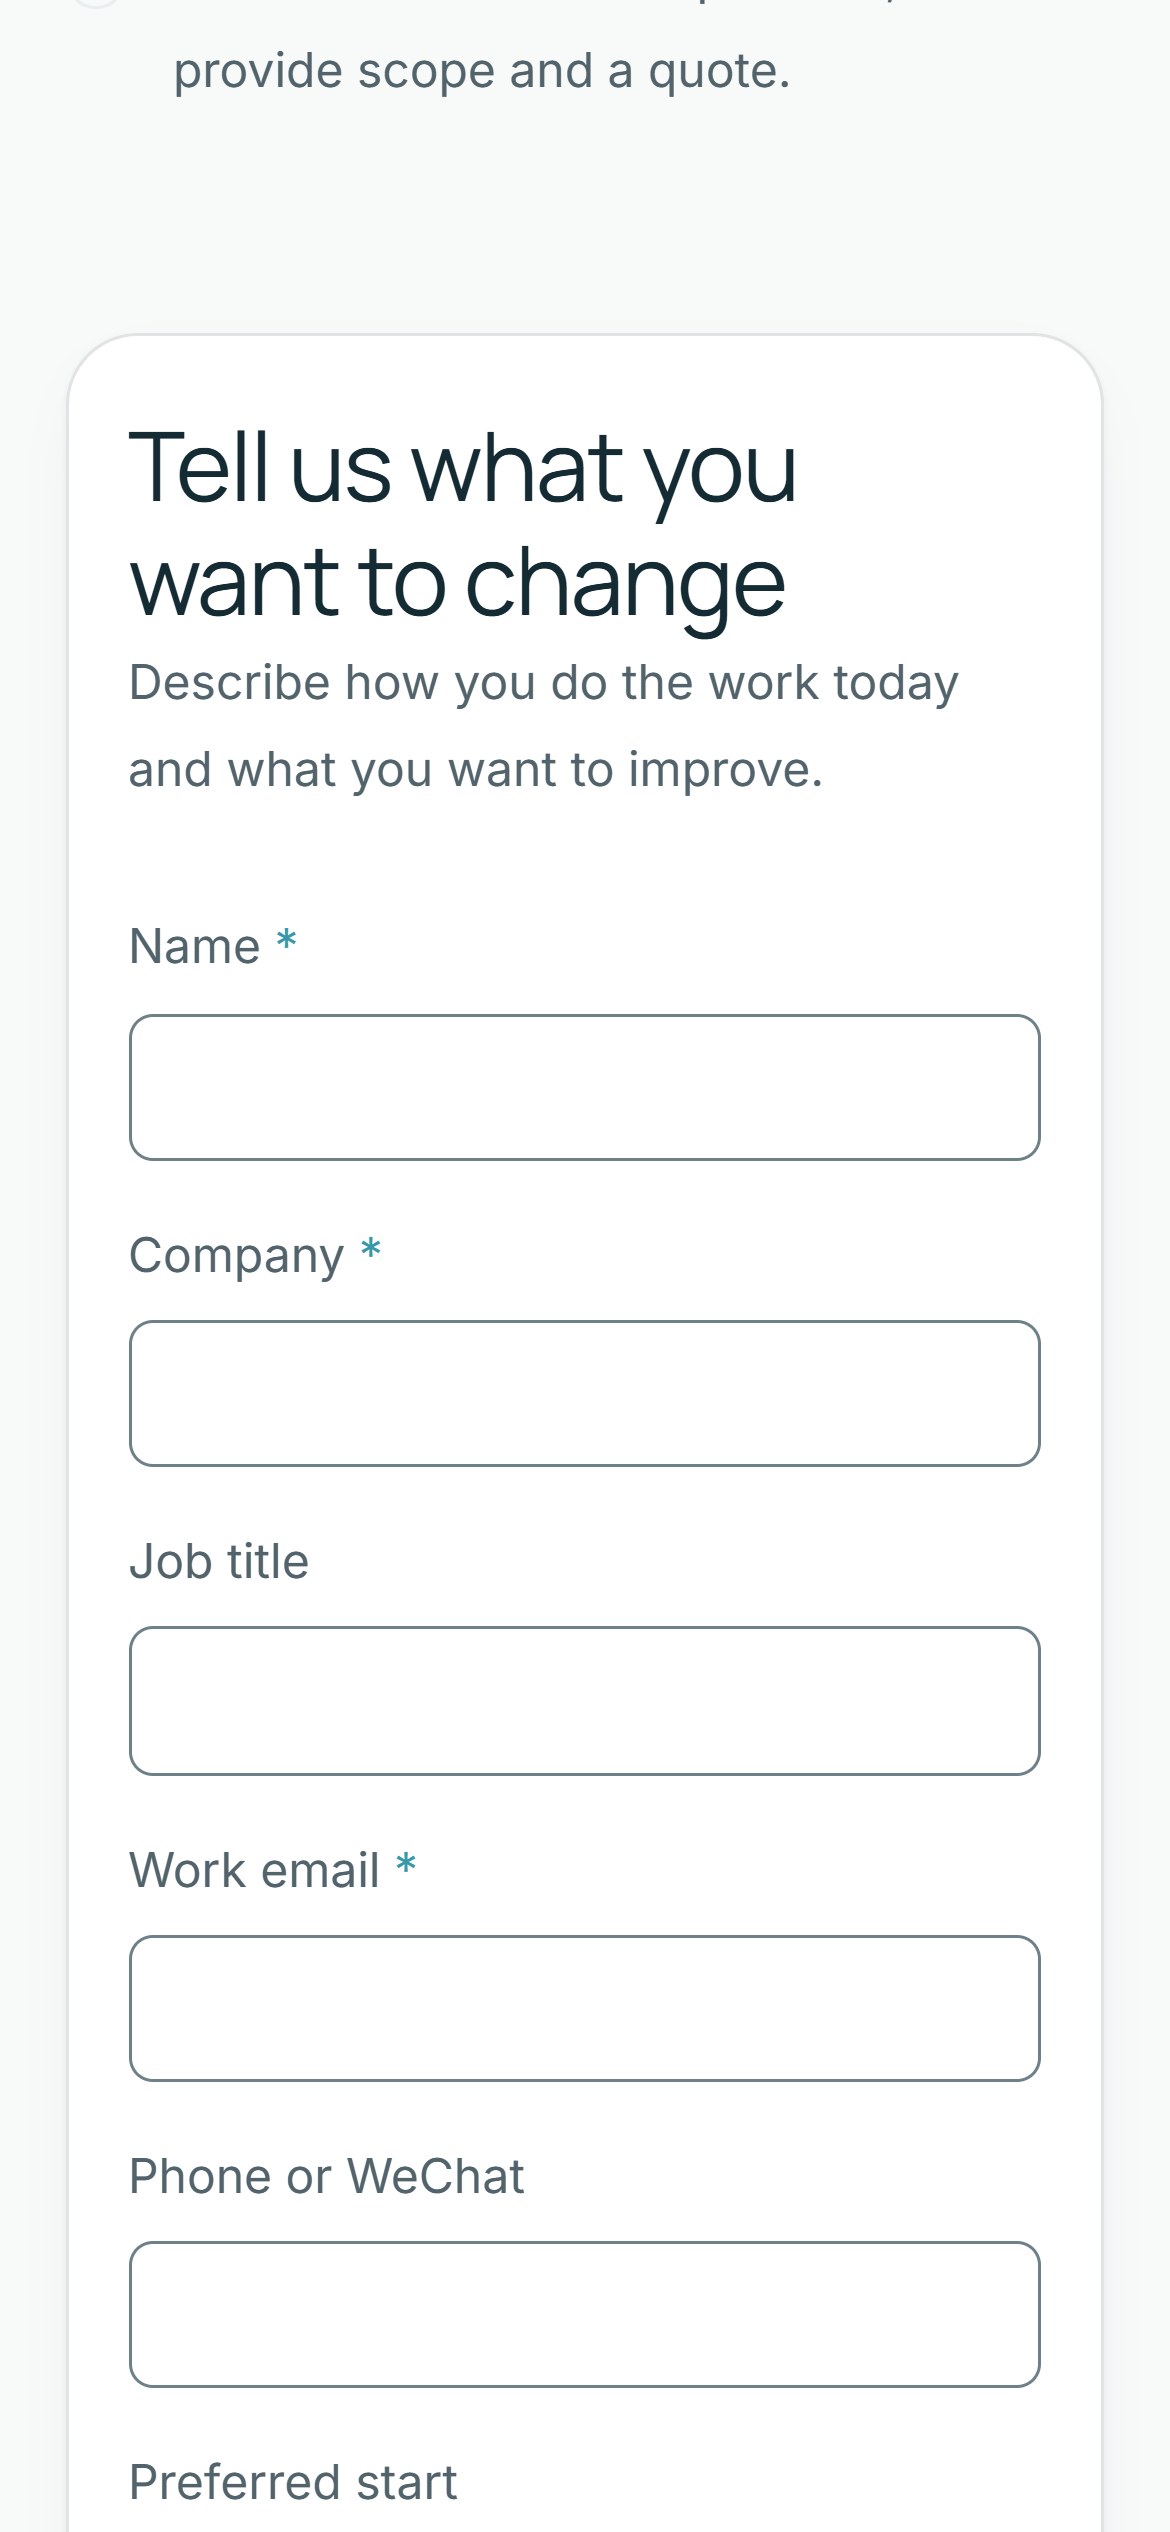 provide scope and a quote.
Tell us what you
want to change
Describe how you do the work today
and what you want to improve.
Name *
Company *
Job title
Work email *
Phone or WeChat
Preferred start